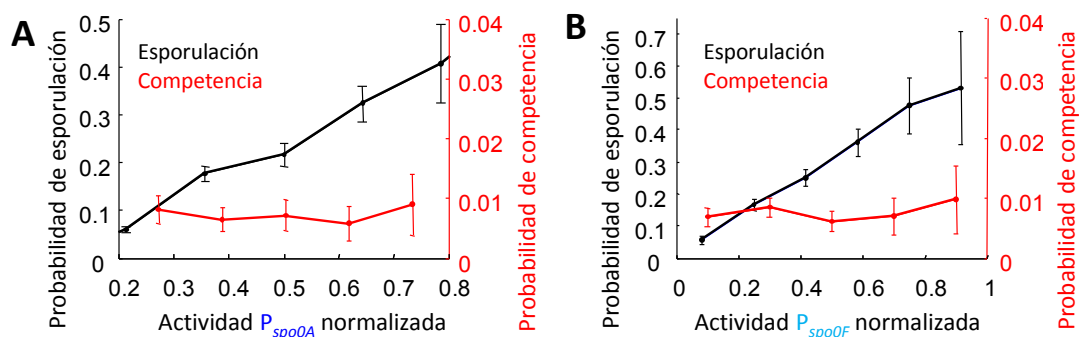 A
Probabilidad de esporulación
0.5
0.4
0.3
0.2
0.1
0
Esporulación
Competencia
0.04
0.03
0.02
0.01
0
Probabilidad de competencia
0.2 0.3 0.4 0.5 0.6 0.7 0.8
Actividad Pspo0A normalizada
B
Probabilidad de esporulación
0.7
0.6
0.5
0.4
0.3
0.2
0.1
0
Esporulación
Competencia
0.04
0.03
0.02
0.01
0
Probabilidad de competencia
0 0.2 0.4 0.6 0.8 1
Actividad Pspo0F normalizada